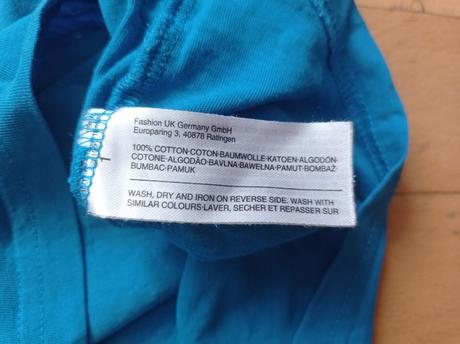 Fashion UK Germany GmbH
Europaring 3, 40878 Ratingen
100% COTTON·COTON·BAUMWOLLE·KATOEN·ALGODÓN·
COTONE·ALGODÃO·BAVLNA·BAWEŁNA·PAMUT·BOMBAŽ·
BUMBAC·PAMUK
WASH, DRY AND IRON ON REVERSE SIDE. WASH WITH
SIMILAR COLOURS·LAVER, SECHER ET REPASSER SUR
1